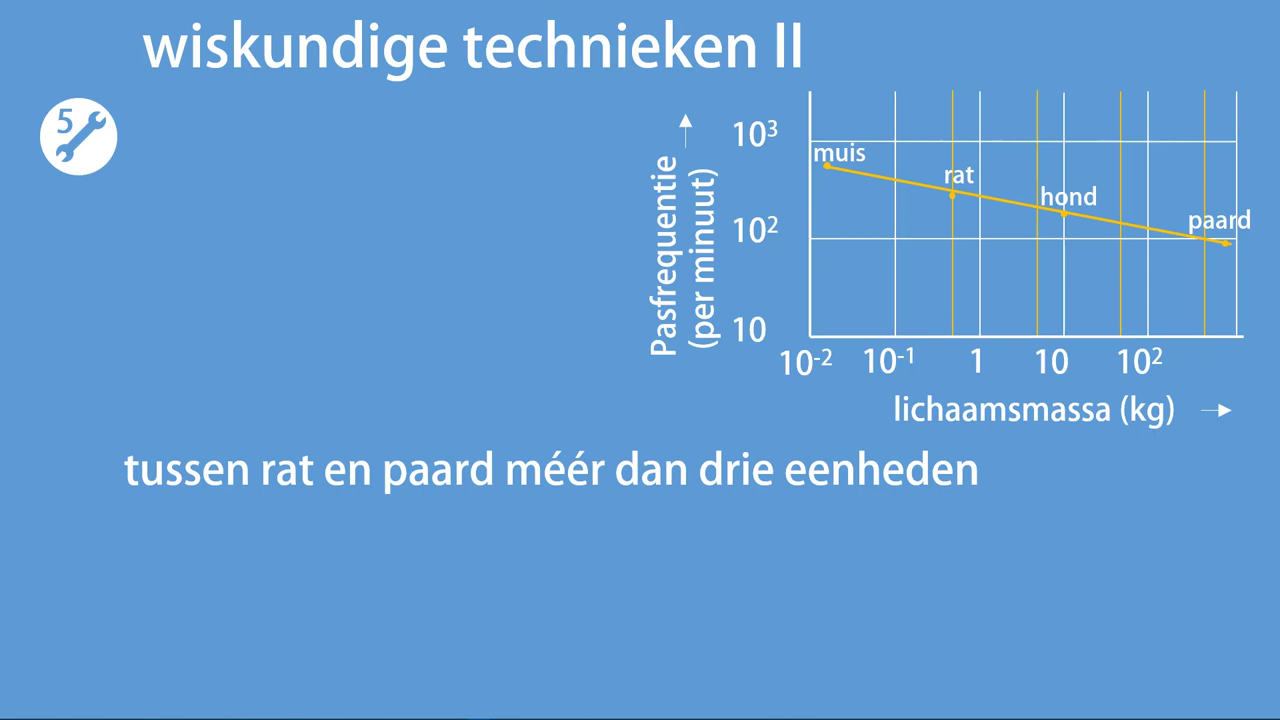 wiskundige technieken II
5
Pasfrequentie
(per minuut)
10³
10²
10
muis
rat
hond
paard
10⁻²
10⁻¹
1
10
10²
lichaamsmassa (kg)
tussen rat en paard méér dan drie eenheden